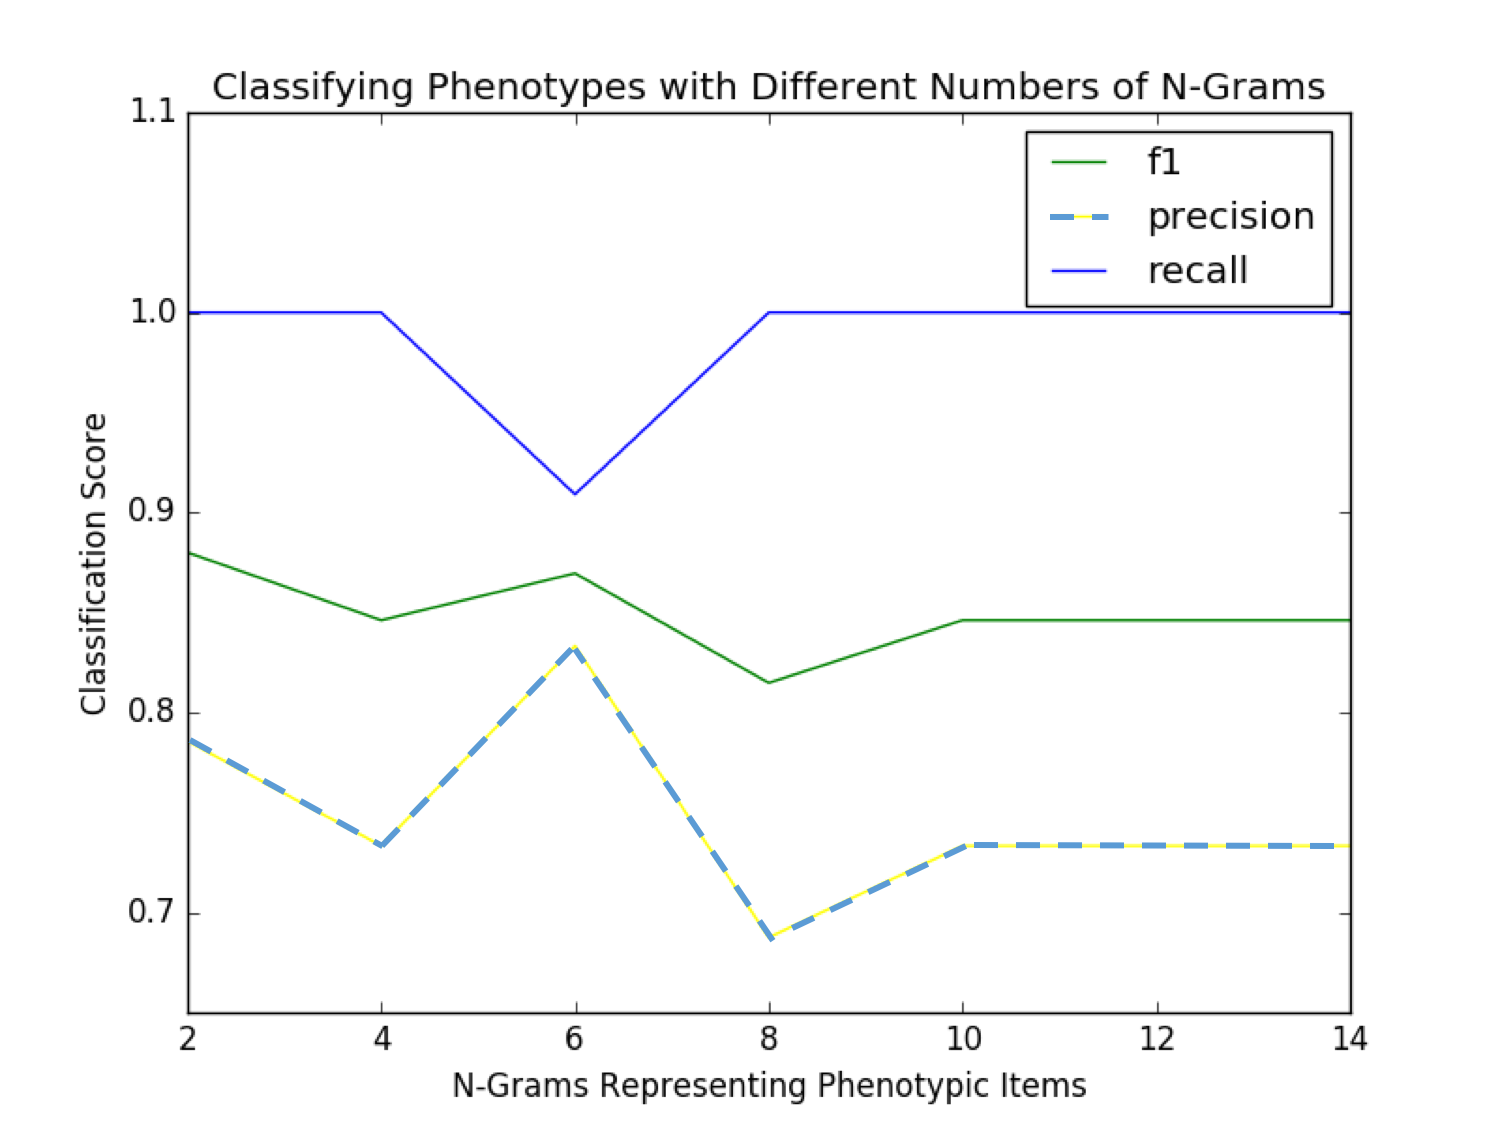 Classifying Phenotypes with Different Numbers of N-Grams
1.1
f1
precision
recall
1.0
0.9
0.8
0.7
Classification Score
2 4 6 8 10 12 14
N-Grams Representing Phenotypic Items